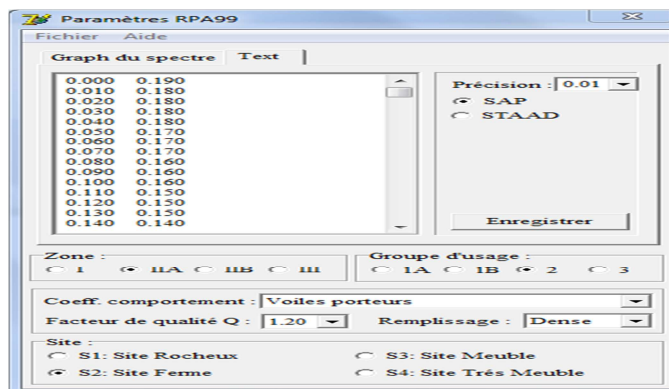 Paramètres RPA99
Fichier Aide
Graph du spectre Text
0.000 0.190
0.010 0.180
0.020 0.180
0.030 0.180
0.040 0.180
0.050 0.170
0.060 0.170
0.070 0.170
0.080 0.160
0.090 0.160
0.100 0.160
0.110 0.150
0.120 0.150
0.130 0.150
0.140 0.140
Précision : 0.01
SAP
STAAD
Enregistrer
Zone :
I IIA IIB III
Groupe d'usage :
1A 1B 2 3
Coeff. comportement : Voiles porteurs
Facteur de qualité Q : 1.20 Remplissage : Dense
Site :
S1: Site Rocheux S3: Site Meuble
S2: Site Ferme S4: Site Trés Meuble